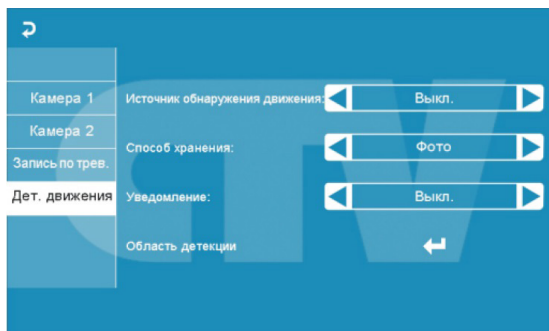 Камера 1
Источник обнаружения движения: Выкл.
Камера 2
Способ хранения: Фото
Запись по трев.
Дет. движения Уведомление: Выкл.
Область детекции
CTV